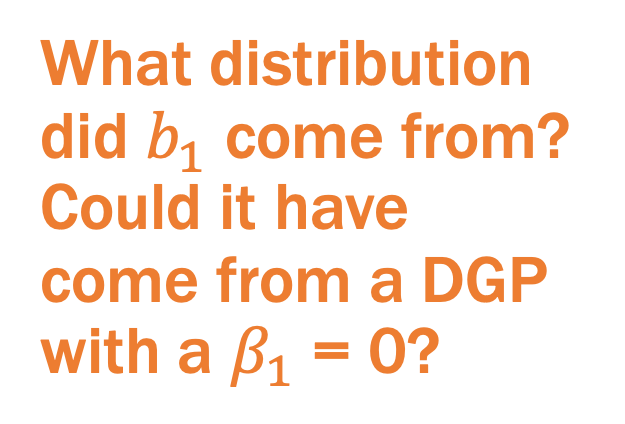 What distribution
did 𝑏₁ come from?
Could it have
come from a DGP
with a 𝛽₁ = 0?